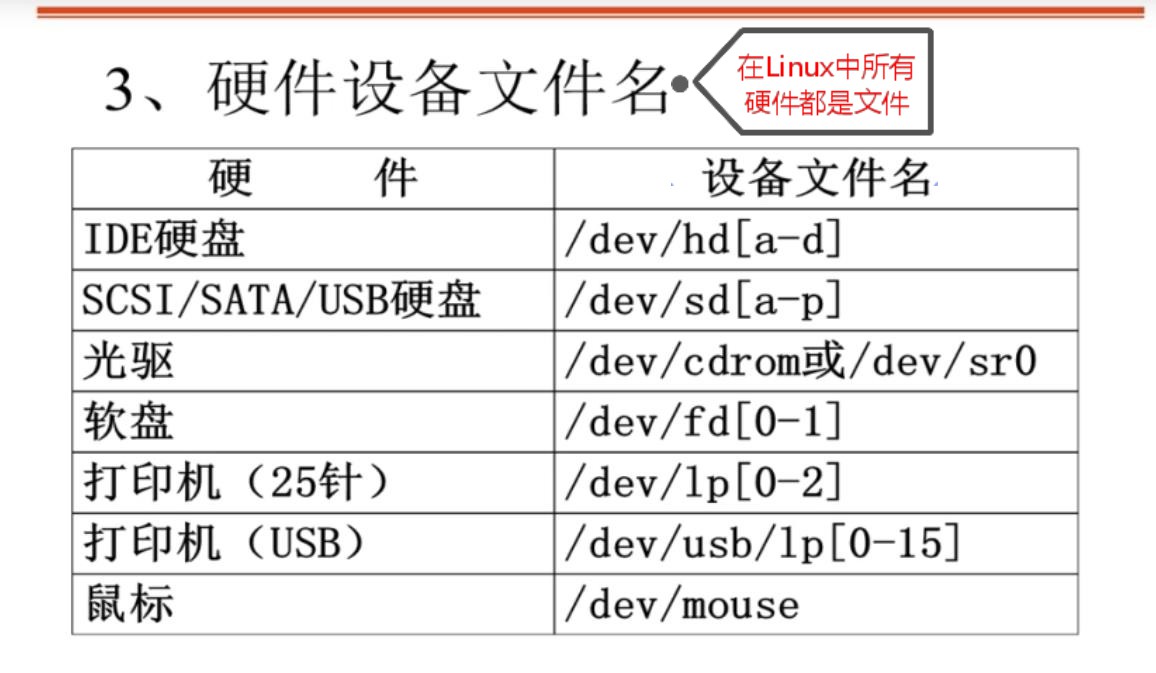 3、硬件设备文件名
在Linux中所有
硬件都是文件
硬 件 设备文件名
IDE硬盘 /dev/hd[a-d]
SCSI/SATA/USB硬盘 /dev/sd[a-p]
光驱 /dev/cdrom或/dev/sr0
软盘 /dev/fd[0-1]
打印机（25针） /dev/lp[0-2]
打印机（USB） /dev/usb/lp[0-15]
鼠标 /dev/mouse